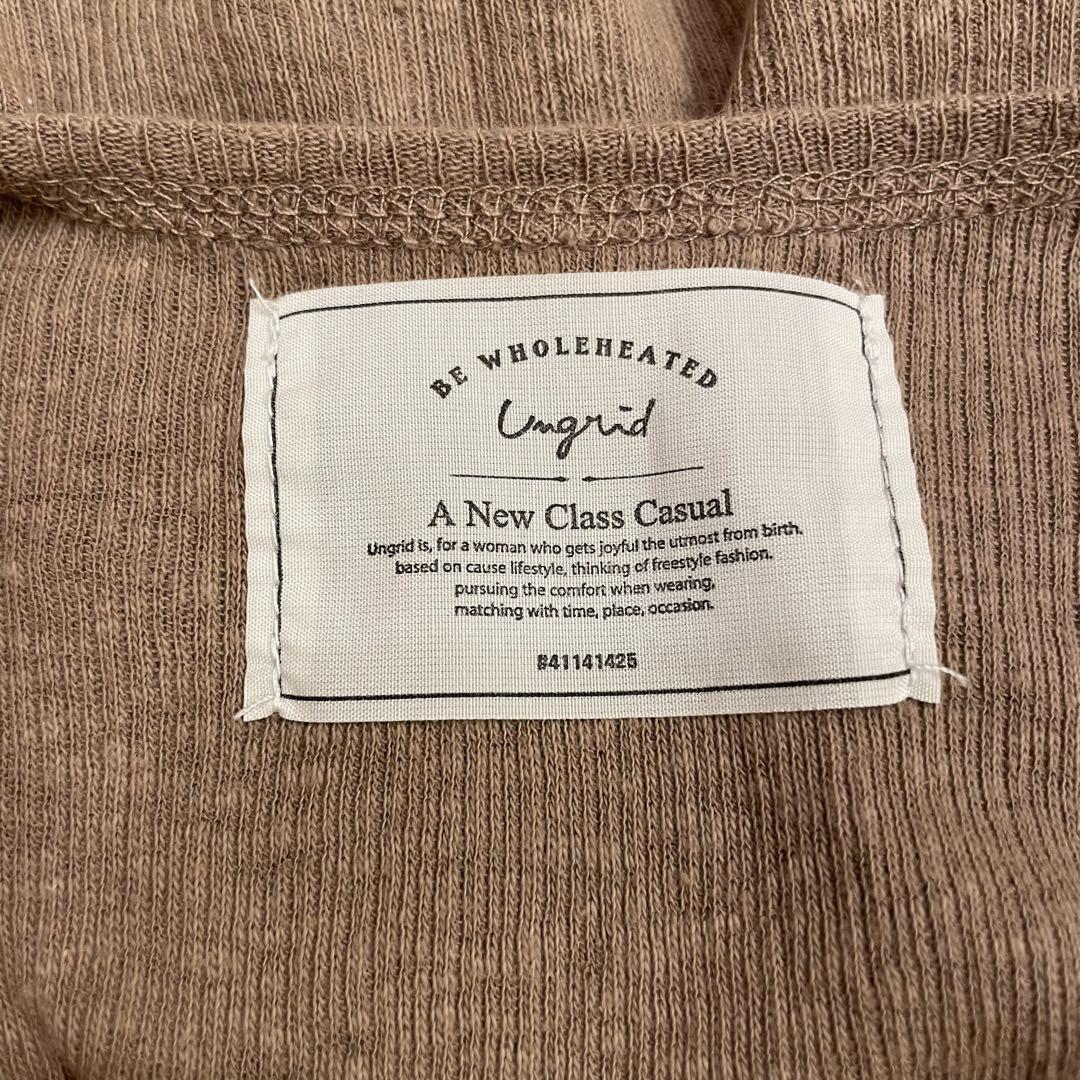 BE WHOLEHEATED
Ungrid
A New Class Casual
Ungrid is, for a woman who gets joyful the utmost from birth.
based on cause lifestyle, thinking of freestyle fashion.
pursuing the comfort when wearing,
matching with time, place, occasion.
841141425